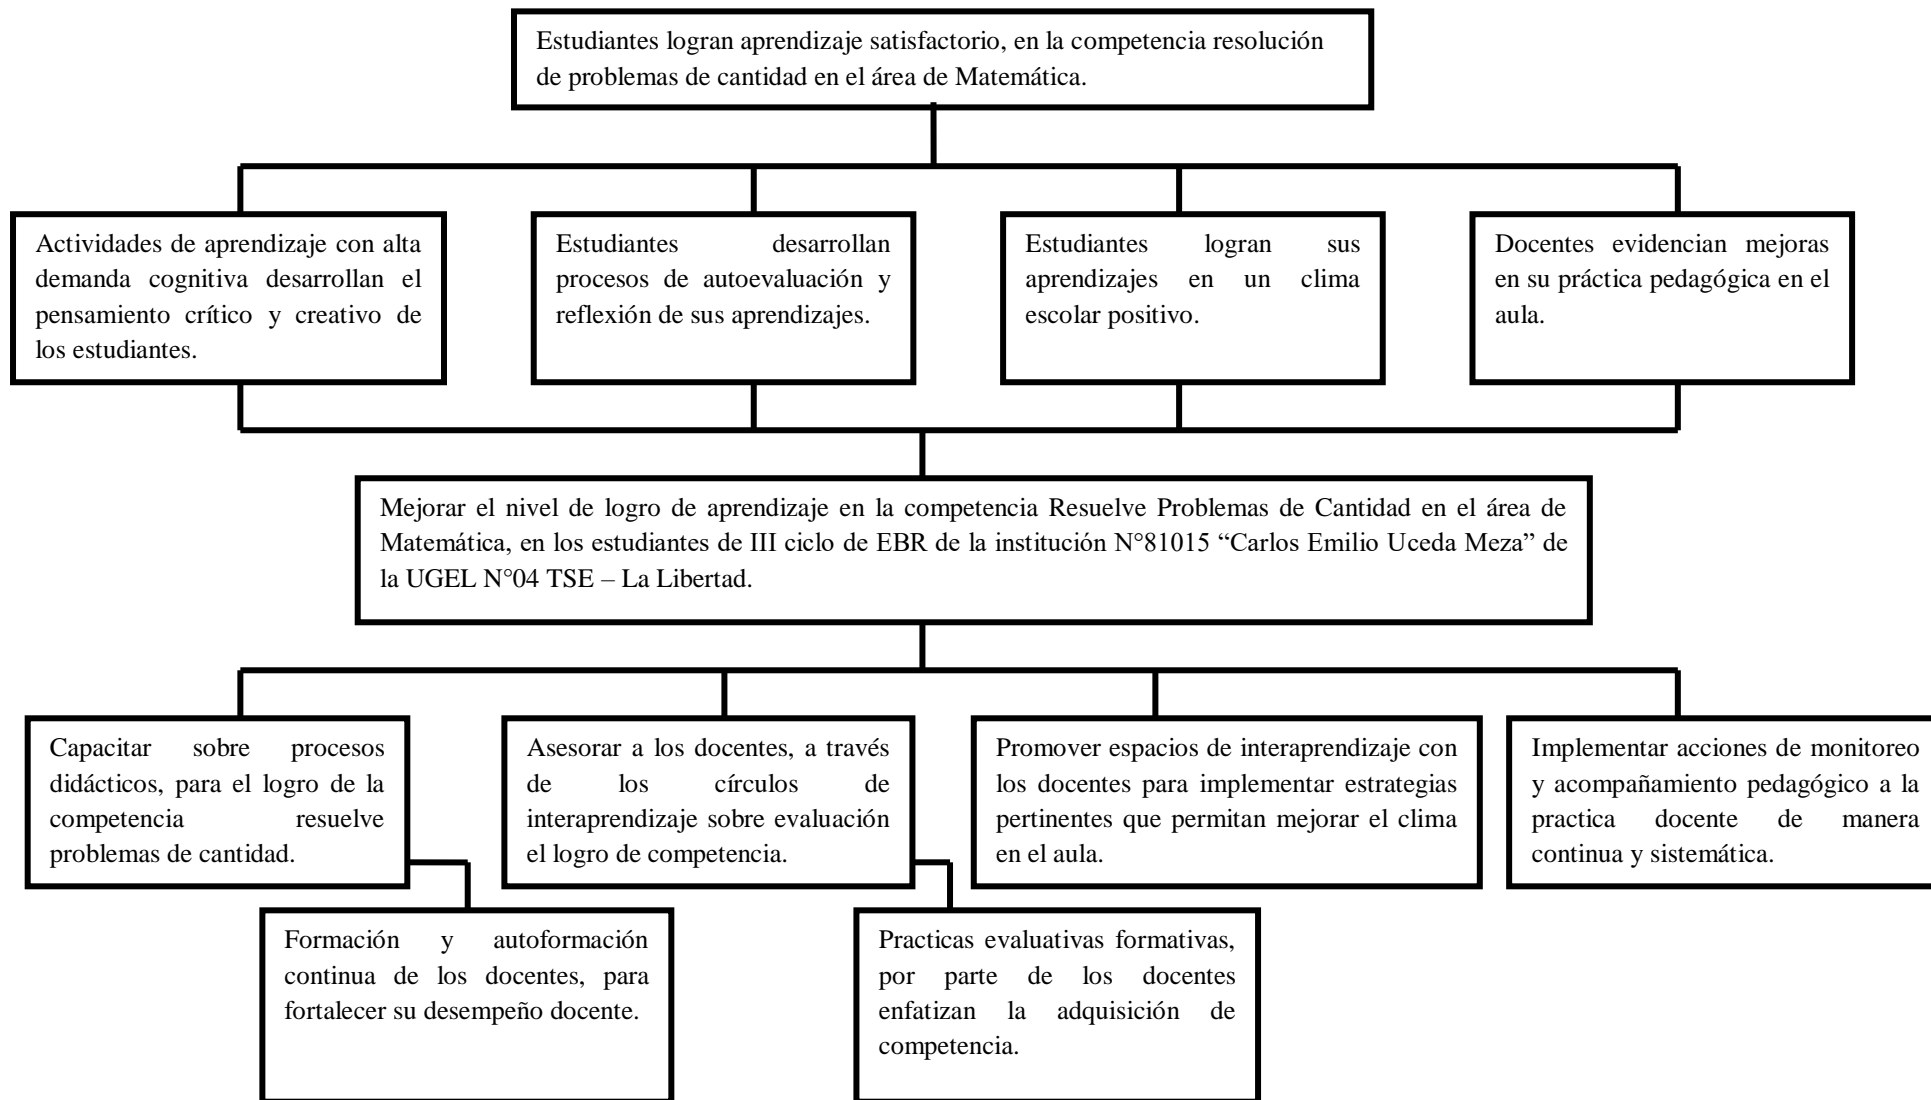 Estudiantes logran aprendizaje satisfactorio, en la competencia resolución
de problemas de cantidad en el área de Matemática.
Actividades de aprendizaje con alta
demanda cognitiva desarrollan el
pensamiento crítico y creativo de
los estudiantes.
Estudiantes desarrollan
procesos de autoevaluación y
reflexión de sus aprendizajes.
Estudiantes logran sus
aprendizajes en un clima
escolar positivo.
Docentes evidencian mejoras
en su práctica pedagógica en el
aula.
Mejorar el nivel de logro de aprendizaje en la competencia Resuelve Problemas de Cantidad en el área de
Matemática, en los estudiantes de III ciclo de EBR de la institución N°81015 “Carlos Emilio Uceda Meza” de
la UGEL N°04 TSE – La Libertad.
Capacitar sobre procesos
didácticos, para el logro de la
competencia resuelve
problemas de cantidad.
Asesorar a los docentes, a través
de los círculos de
interaprendizaje sobre evaluación
el logro de competencia.
Promover espacios de interaprendizaje con
los docentes para implementar estrategias
pertinentes que permitan mejorar el clima
en el aula.
Implementar acciones de monitoreo
y acompañamiento pedagógico a la
practica docente de manera
continua y sistemática.
Formación y autoformación
continua de los docentes, para
fortalecer su desempeño docente.
Practicas evaluativas formativas,
por parte de los docentes
enfatizan la adquisición de
competencia.